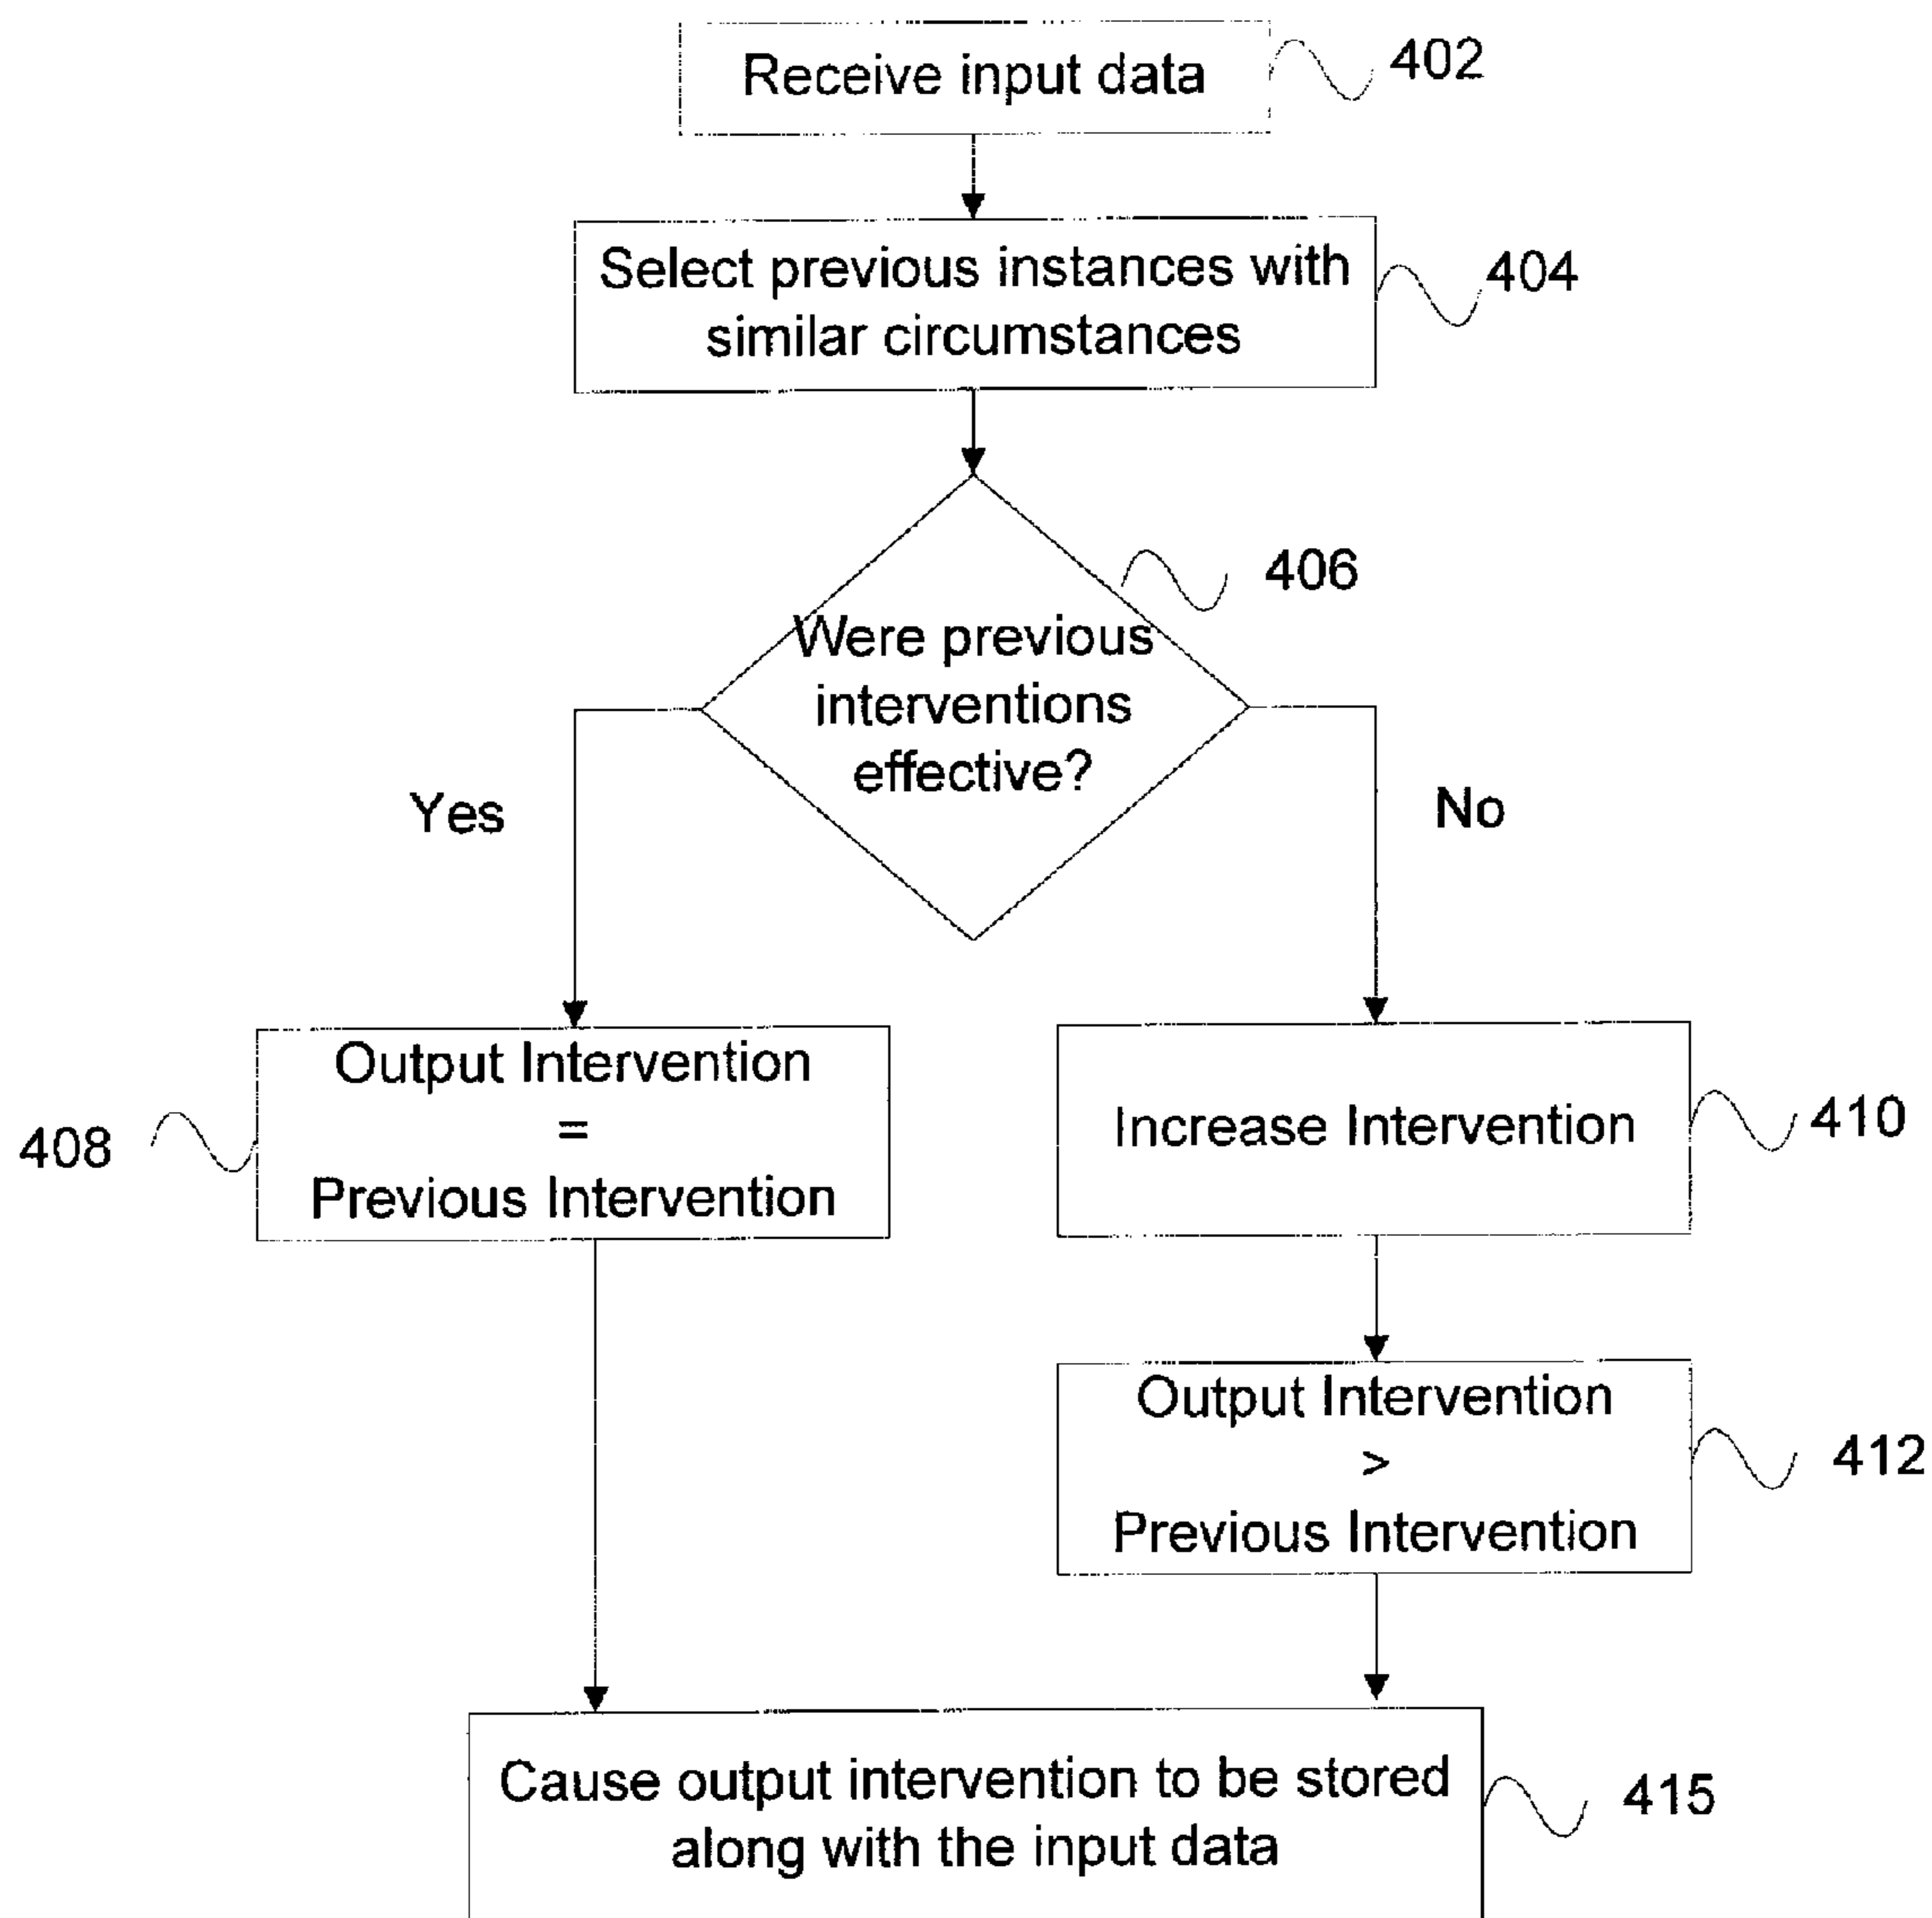 Receive input data
402
Select previous instances with
similar circumstances
404
406
Were previous
interventions
effective?
Yes
No
Output Intervention
=
Previous Intervention
408
Increase Intervention
410
Output Intervention
>
Previous Intervention
412
Cause output intervention to be stored
along with the input data
415